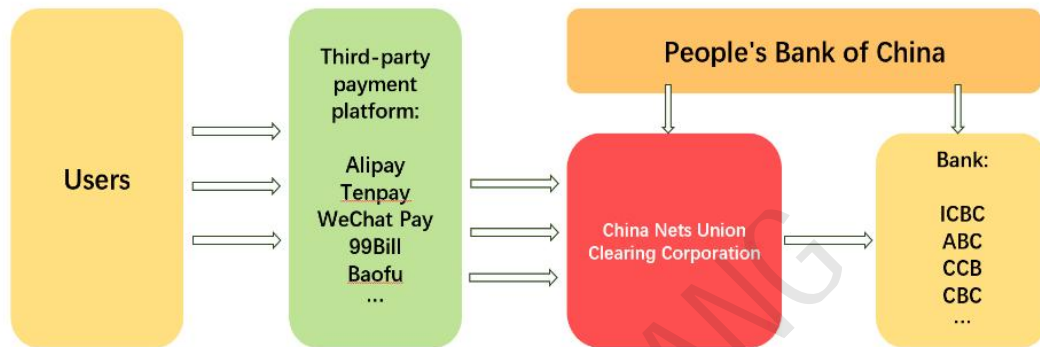 Users
Third-party
payment
platform:
Alipay
Tenpay
WeChat Pay
99Bill
Baofu
...
People's Bank of China
China Nets Union
Clearing Corporation
Bank:
ICBC
ABC
CCB
CBC
...